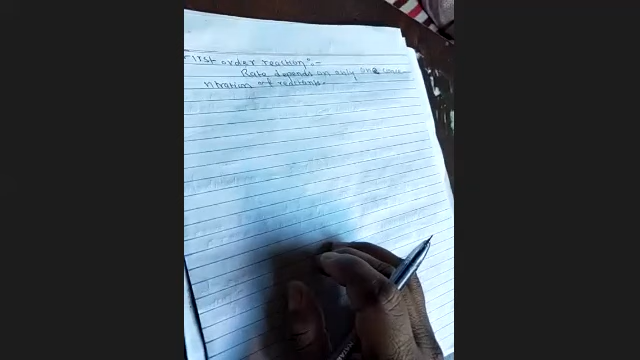 First order reaction :-
Rate depends on only one conce
ntration of reactants.